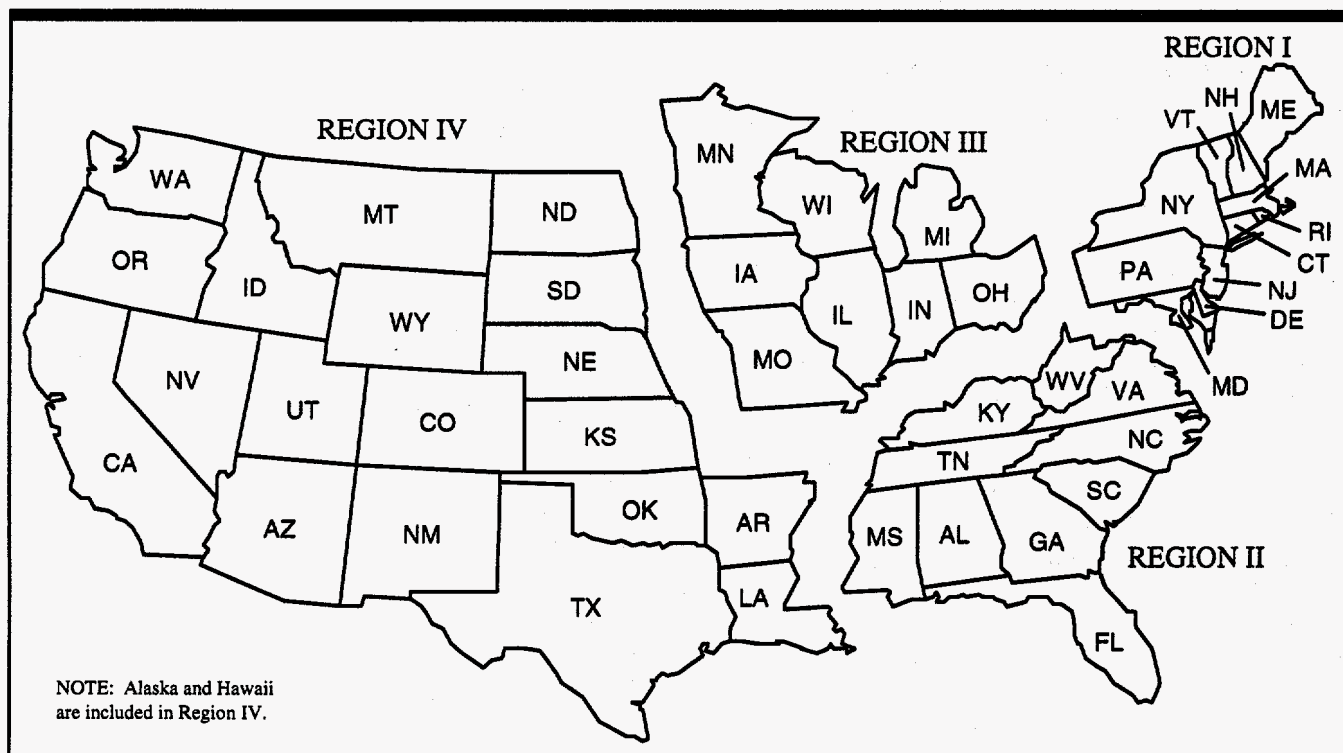 REGION I
REGION IV
REGION III
REGION II
WA
OR
CA
NV
ID
MT
WY
UT
CO
AZ
NM
ND
SD
NE
KS
OK
TX
AR
LA
MN
IA
MO
WI
IL
MI
IN
OH
ME
NH
VT
MA
NY
RI
CT
PA
NJ
DE
MD
WV
VA
KY
NC
TN
SC
MS
AL
GA
FL
NOTE: Alaska and Hawaii
are included in Region IV.